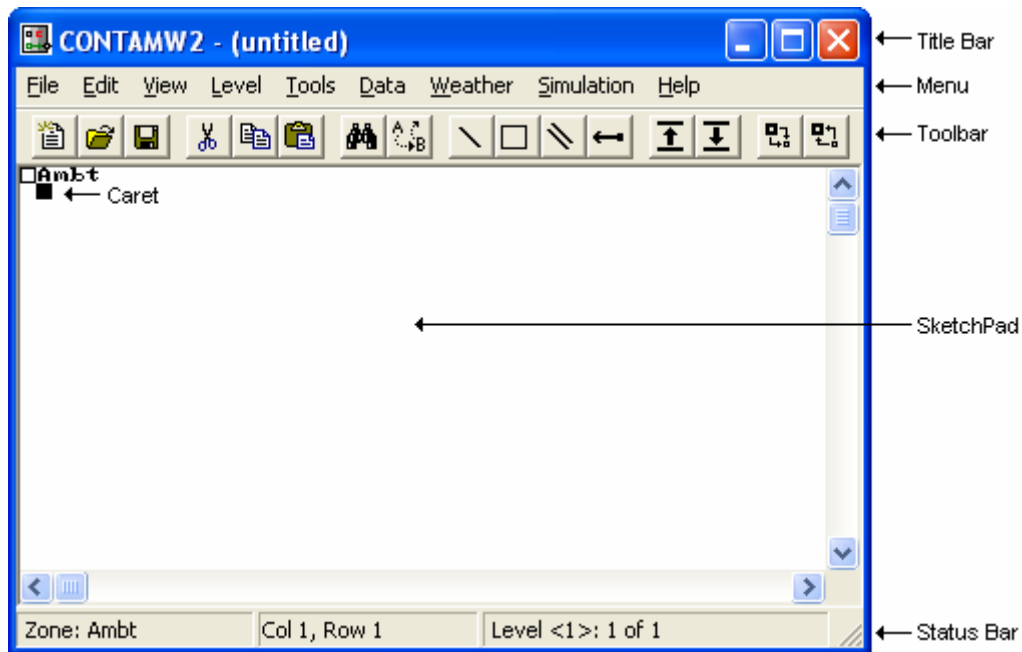 CONTAMW2 - (untitled)
Title Bar
File Edit View Level Tools Data Weather Simulation Help
Menu
A B
Toolbar
Ambt
Caret
SketchPad
Zone: Ambt Col 1, Row 1 Level <1>: 1 of 1
Status Bar